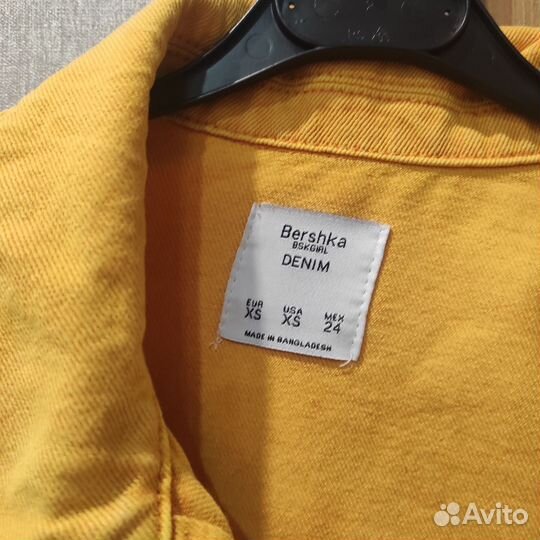 Bershka
BSKGIRL
DENIM
EUR USA MEX
XS XS 24
MADE IN BANGLADESH
Avito